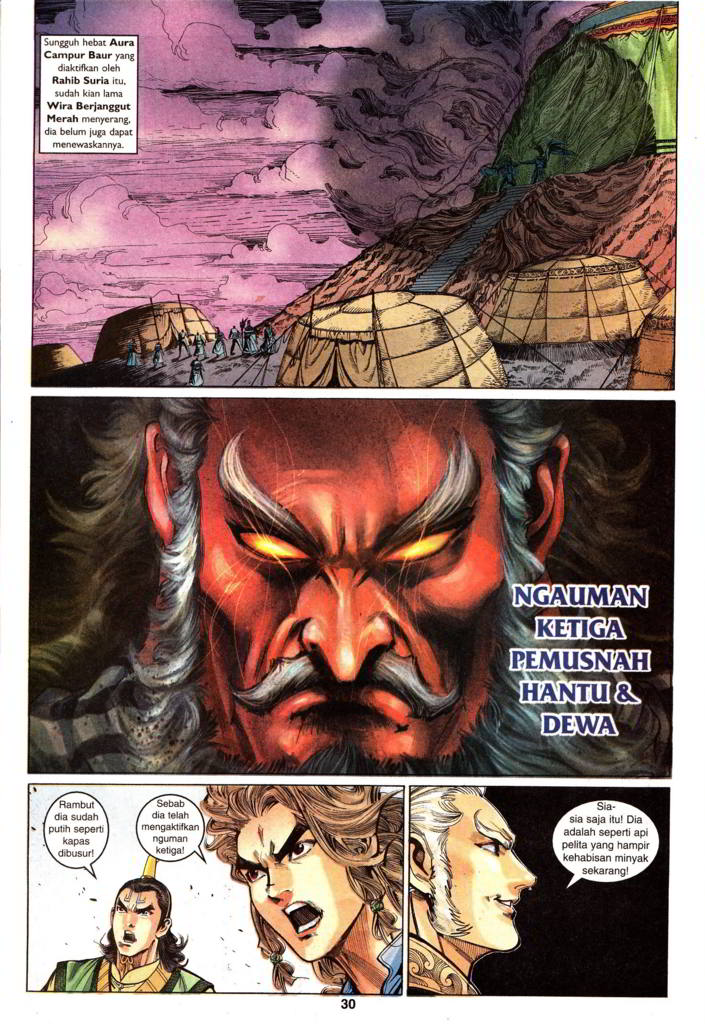 Sungguh hebat Aura
Campur Baur yang
diaktifkan oleh
Rahib Suria itu,
sudah kian lama
Wira Berjanggut
Merah menyerang,
dia belum juga dapat
menewaskannya.
NGAUMAN
KETIGA
PEMUSNAH
HANTU &
DEWA
Rambut
dia sudah
putih seperti
kapas
dibusur!
Sebab
dia telah
mengaktifkan
nguman
ketiga!
Sia-
sia saja itu! Dia
adalah seperti api
pelita yang hampir
kehabisan minyak
sekarang!
30